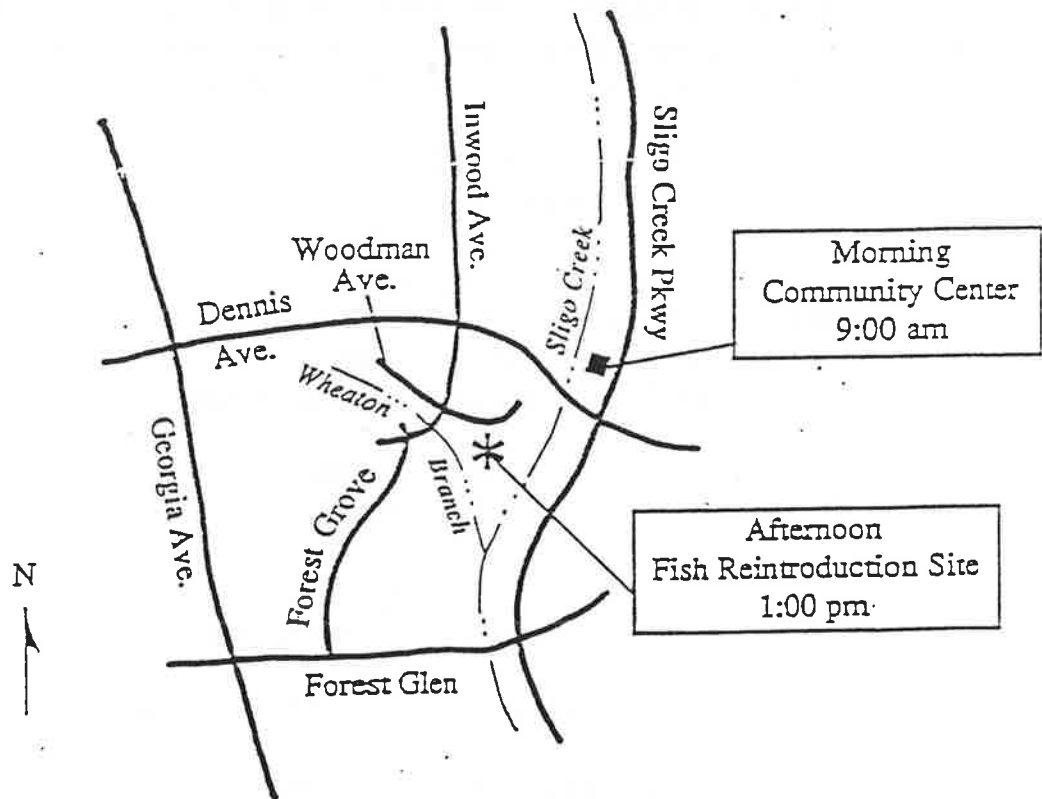 Inwood Ave.
Sligo Creek Pkwy
Woodman
Ave.
Dennis
Ave.
Sligo Creek
Morning
Community Center
9:00 am
Wheaton
Branch
Georgia Ave.
Forest Grove
Afternoon
Fish Reintroduction Site
1:00 pm
N
Forest Glen